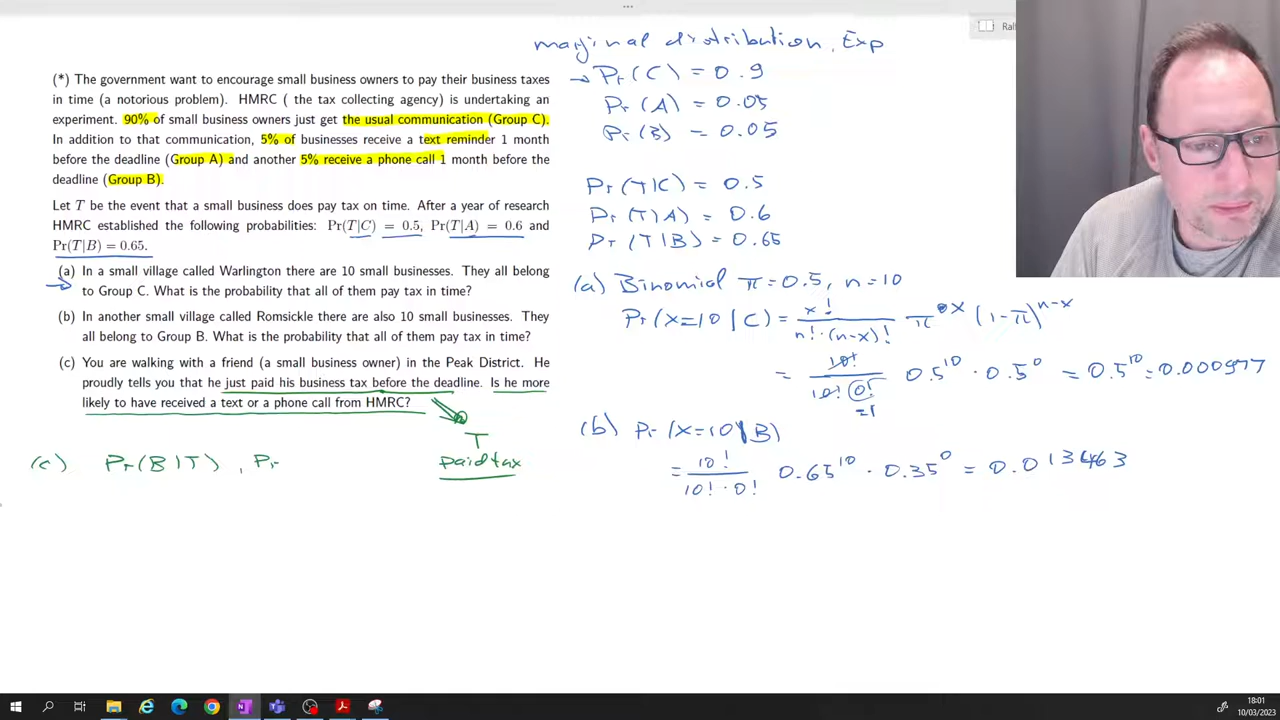 (*) The government want to encourage small business owners to pay their business taxes
in time (a notorious problem). HMRC ( the tax collecting agency) is undertaking an
experiment. 90% of small business owners just get the usual communication (Group C).
In addition to that communication, 5% of businesses receive a text reminder 1 month
before the deadline (Group A) and another 5% receive a phone call 1 month before the
deadline (Group B).
Let T be the event that a small business does pay tax on time. After a year of research
HMRC established the following probabilities: Pr(T|C) = 0.5, Pr(T|A) = 0.6 and
Pr(T|B) = 0.65.
(a) In a small village called Warlington there are 10 small businesses. They all belong
to Group C. What is the probability that all of them pay tax in time?
(b) In another small village called Romsickle there are also 10 small businesses. They
all belong to Group B. What is the probability that all of them pay tax in time?
(c) You are walking with a friend (a small business owner) in the Peak District. He
proudly tells you that he just paid his business tax before the deadline. Is he more
likely to have received a text or a phone call from HMRC?
T
paid tax
(c) Pr(B|T), Pr
marginal distribution, Exp
→ Pr(C) = 0.9
Pr(A) = 0.05
Pr(B) = 0.05
Pr(T|C) = 0.5
Pr(T|A) = 0.6
Pr(T|B) = 0.65
(a) Binomial π=0.5, n=10
Pr(x=10|C) = x!/n!·(n-x)! π^x (1-π)^n-x
= 10!/10! 0! 0.5^10 · 0.5^0 = 0.5^10 = 0.000977
=1
(b) Pr(x=10|B)
= 10!/10!·0! 0.65^10 · 0.35^0 = 0.013463
18:01
10/03/2023